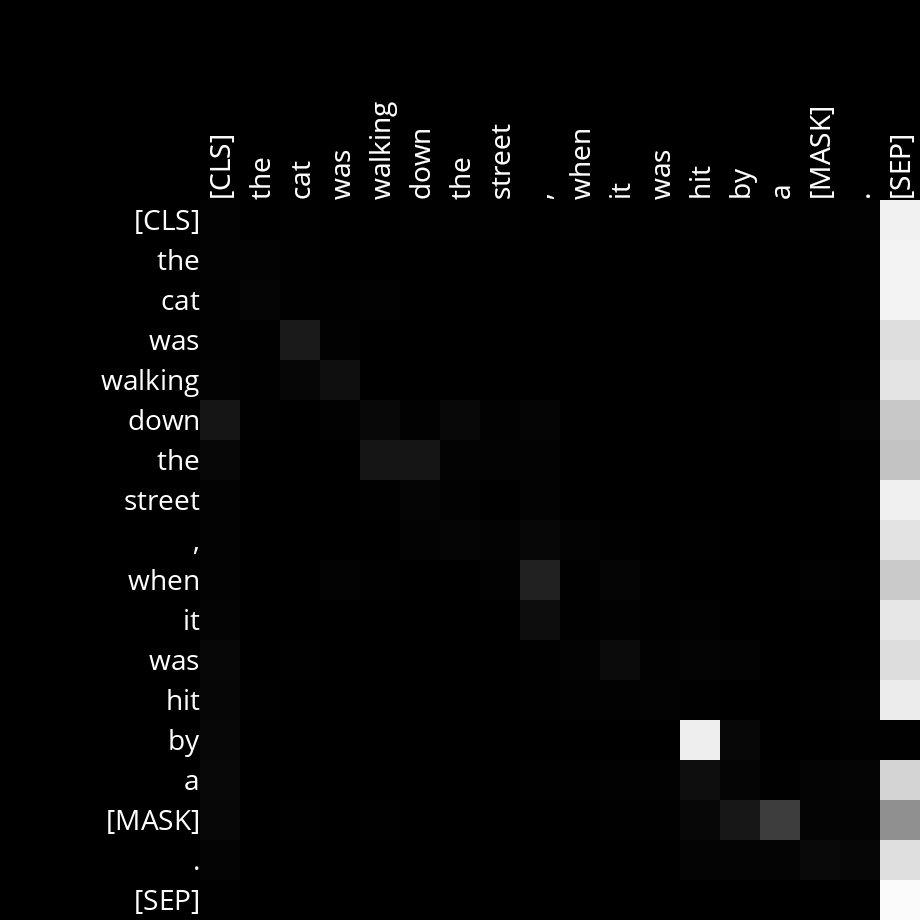 [CLS] the cat was walking down the street , when it was hit by a [MASK] . [SEP]
[CLS]
the
cat
was
walking
down
the
street
,
when
it
was
hit
by
a
[MASK]
.
[SEP]